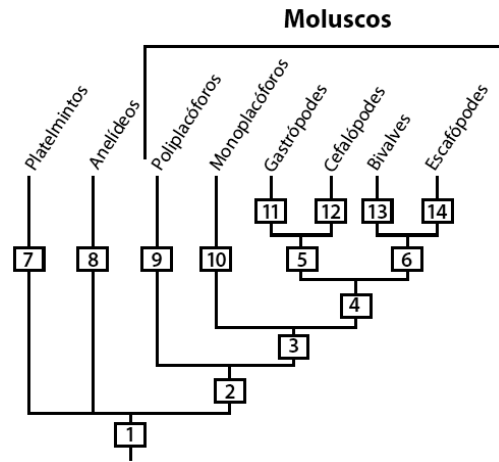 Moluscos
Platelmintos
Anelídeos
Poliplacóforos
Monoplacóforos
Gastrópodes
Cefalópodes
Bivalves
Escafópodes
11
12
13
14
7
8
9
10
5
6
4
3
2
1